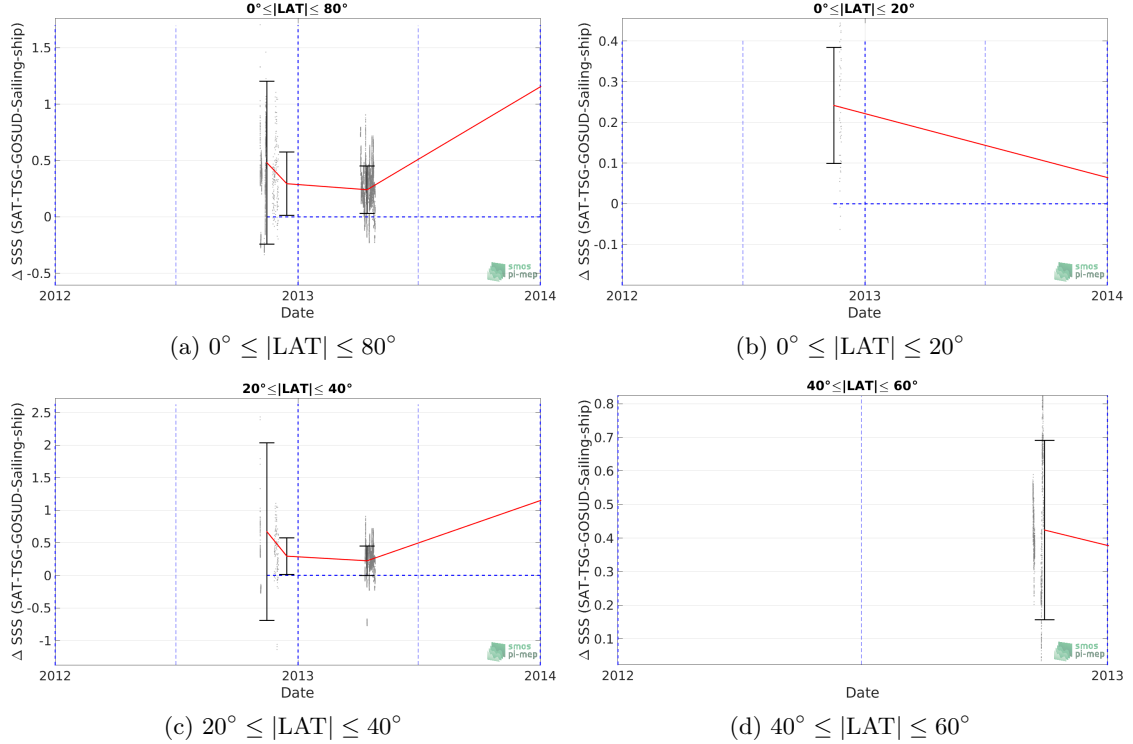 0°≤|LAT|≤ 80°
Δ SSS (SAT-TSG-GOSUD-Sailing-ship)
1.5
1
0.5
0
-0.5
smos
pi-mep
2012
2013
2014
Date
(a) 0° ≤ |LAT| ≤ 80°
0°≤|LAT|≤ 20°
Δ SSS (SAT-TSG-GOSUD-Sailing-ship)
0.4
0.3
0.2
0.1
0
-0.1
smos
pi-mep
2012
2013
2014
Date
(b) 0° ≤ |LAT| ≤ 20°
20°≤|LAT|≤ 40°
Δ SSS (SAT-TSG-GOSUD-Sailing-ship)
2.5
2
1.5
1
0.5
0
-0.5
-1
smos
pi-mep
2012
2013
2014
Date
(c) 20° ≤ |LAT| ≤ 40°
40°≤|LAT|≤ 60°
Δ SSS (SAT-TSG-GOSUD-Sailing-ship)
0.8
0.7
0.6
0.5
0.4
0.3
0.2
0.1
smos
pi-mep
2012
2013
Date
(d) 40° ≤ |LAT| ≤ 60°